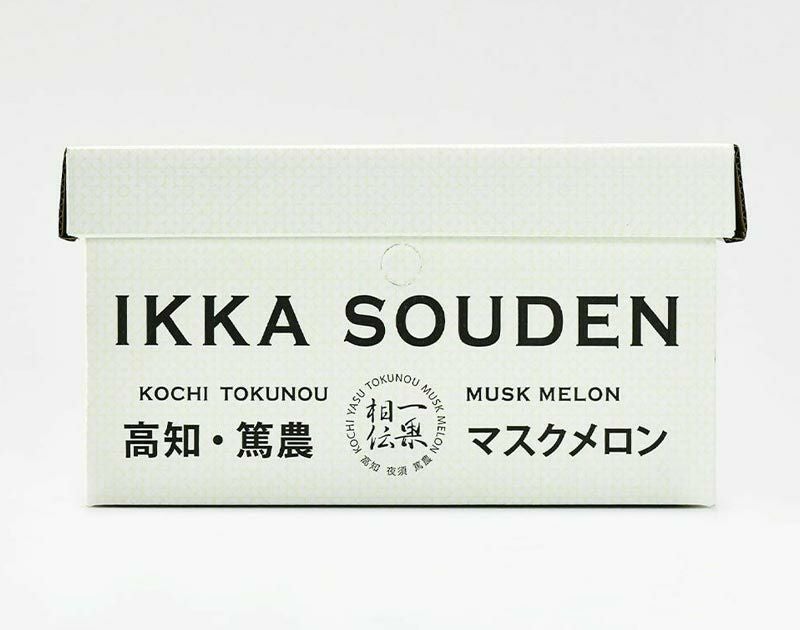 IKKA SOUDEN
KOCHI TOKUNOU
高知・篤農
KOCHI YASU TOKUNOU MUSK MELON
一果
相伝
高知 夜須 篤農
MUSK MELON
マスクメロン